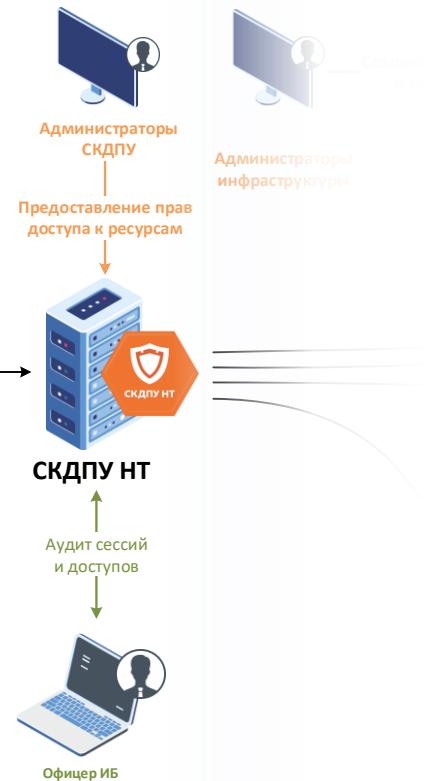 Администраторы
СКДПУ
Администраторы
инфраструктуры
Предоставление прав
доступа к ресурсам
СКДПУ НТ
СКДПУ НТ
Аудит сессий
и доступов
Офицер ИБ